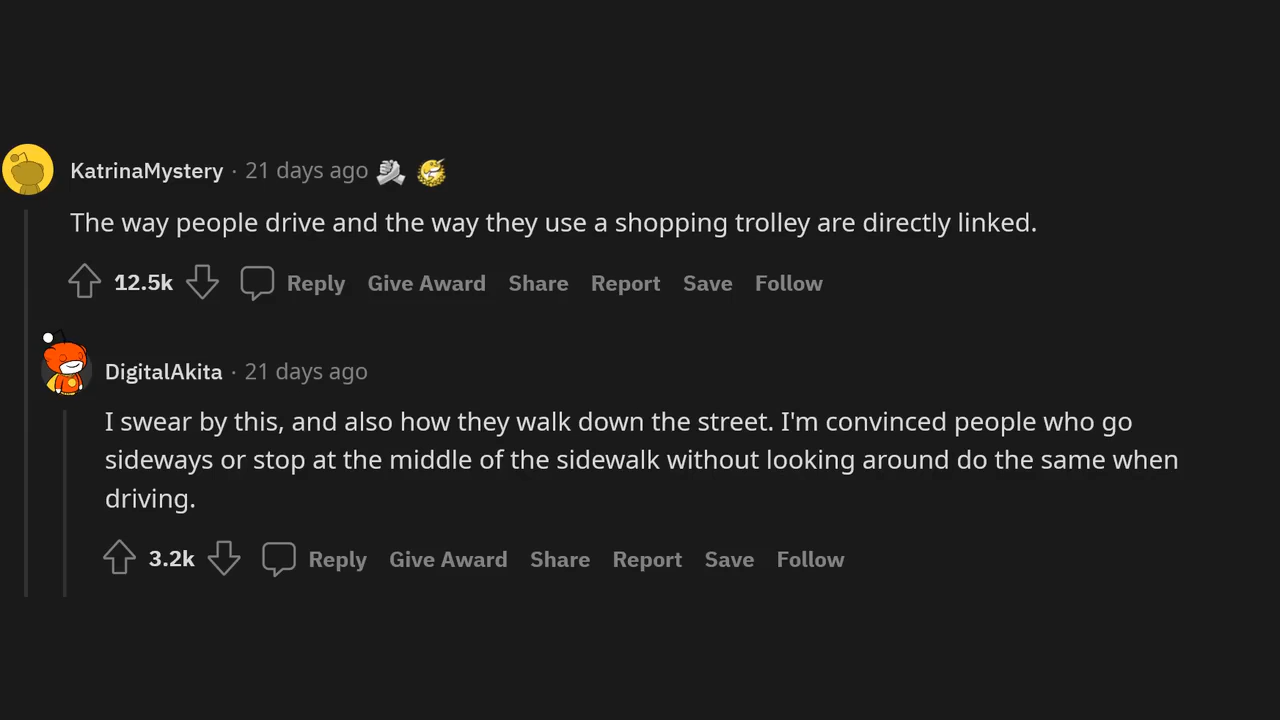 KatrinaMystery · 21 days ago
The way people drive and the way they use a shopping trolley are directly linked.
12.5k Reply Give Award Share Report Save Follow
DigitalAkita · 21 days ago
I swear by this, and also how they walk down the street. I'm convinced people who go
sideways or stop at the middle of the sidewalk without looking around do the same when
driving.
3.2k Reply Give Award Share Report Save Follow